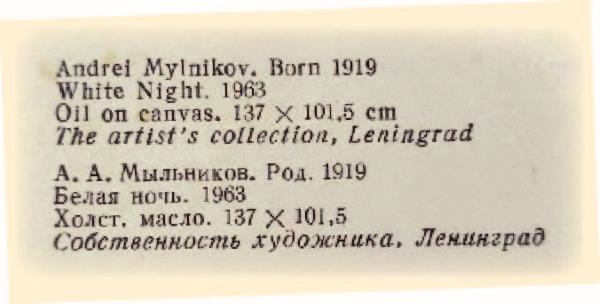 Andrei Mylnikov. Born 1919
White Night. 1963
Oil on canvas. 137 × 101,5 cm
The artist's collection, Leningrad
А. А. Мыльников. Род. 1919
Белая ночь. 1963
Холст, масло. 137 × 101,5
Собственность художника, Ленинград